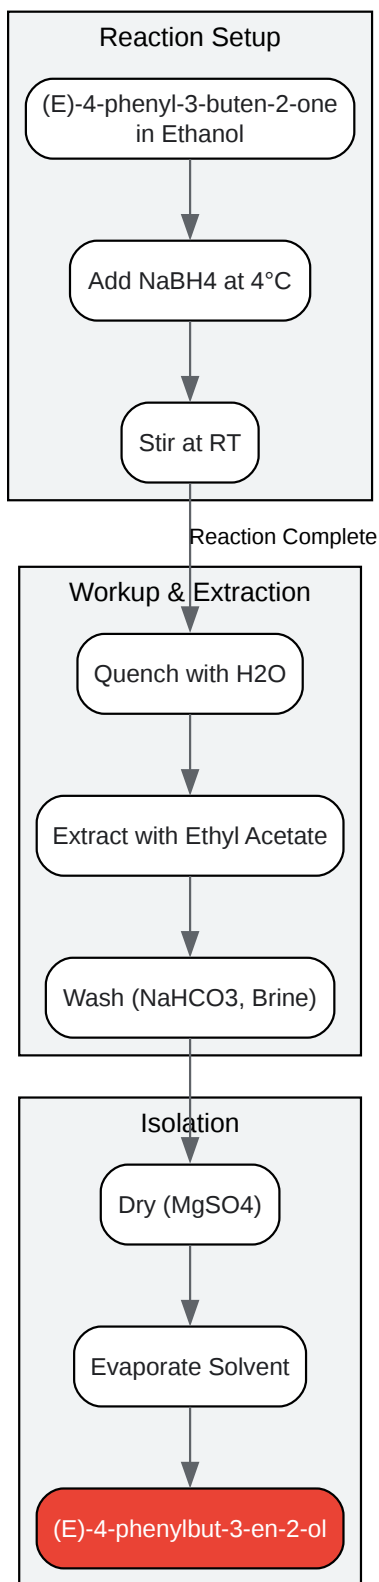 Reaction Setup
(E)-4-phenyl-3-buten-2-one
in Ethanol
Add NaBH4 at 4°C
Stir at RT
Reaction Complete
Workup & Extraction
Quench with H2O
Extract with Ethyl Acetate
Wash (NaHCO3, Brine)
Isolation
Dry (MgSO4)
Evaporate Solvent
(E)-4-phenylbut-3-en-2-ol